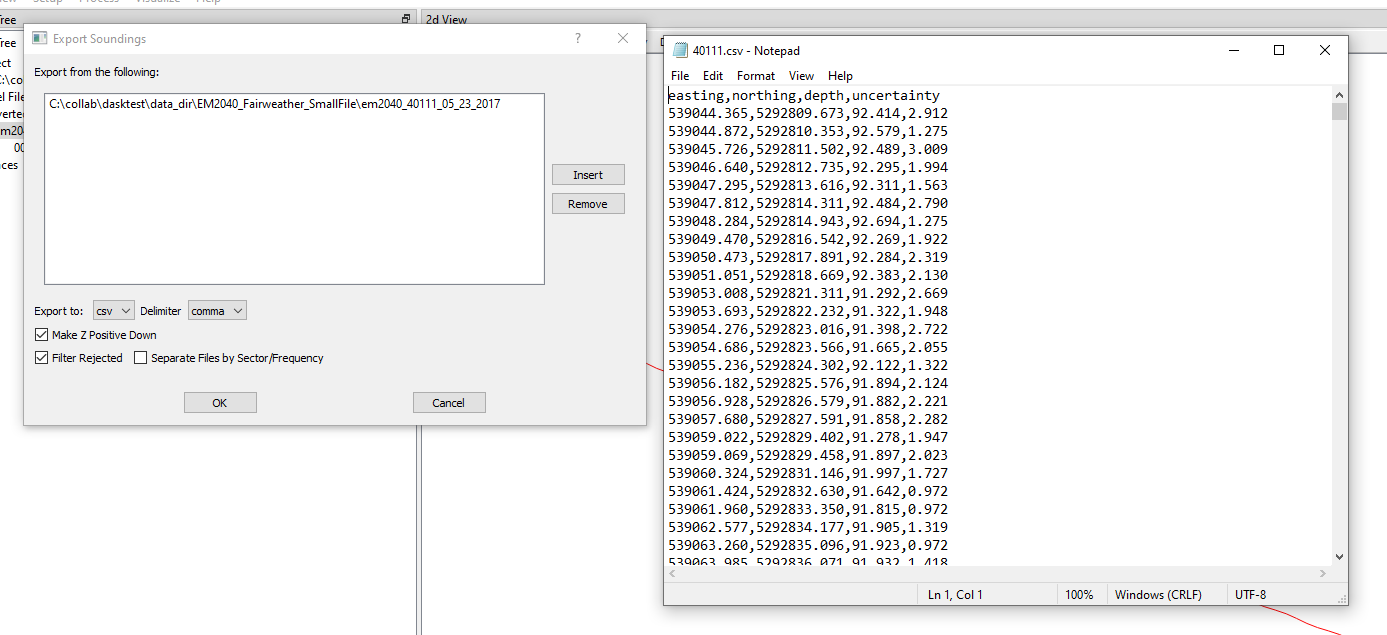 Setup Process Visualize Help
Tree
2d View
Tree
Export Soundings
?
Export from the following:
C:\collab\dasktest\data_dir\EM2040_Fairweather_SmallFile\em2040_40111_05_23_2017
Insert
Remove
Export to: csv Delimiter comma
Make Z Positive Down
Filter Rejected Separate Files by Sector/Frequency
OK Cancel
40111.csv - Notepad
File Edit Format View Help
easting,northing,depth,uncertainty
539044.365,5292809.673,92.414,2.912
539044.872,5292810.353,92.579,1.275
539045.726,5292811.502,92.489,3.009
539046.640,5292812.735,92.295,1.994
539047.295,5292813.616,92.311,1.563
539047.812,5292814.311,92.484,2.790
539048.284,5292814.943,92.694,1.275
539049.470,5292816.542,92.269,1.922
539050.473,5292817.891,92.284,2.319
539051.051,5292818.669,92.383,2.130
539053.008,5292821.311,91.292,2.669
539053.693,5292822.232,91.322,1.948
539054.276,5292823.016,91.398,2.722
539054.686,5292823.566,91.665,2.055
539055.236,5292824.302,92.122,1.322
539056.182,5292825.576,91.894,2.124
539056.928,5292826.579,91.882,2.221
539057.680,5292827.591,91.858,2.282
539059.022,5292829.402,91.278,1.947
539059.069,5292829.458,91.897,2.023
539060.324,5292831.146,91.997,1.727
539061.424,5292832.630,91.642,0.972
539061.960,5292833.350,91.815,0.972
539062.577,5292834.177,91.905,1.319
539063.260,5292835.096,91.923,0.972
539063.985,5292836.071,91.932,1.418
Ln 1, Col 1 100% Windows (CRLF) UTF-8